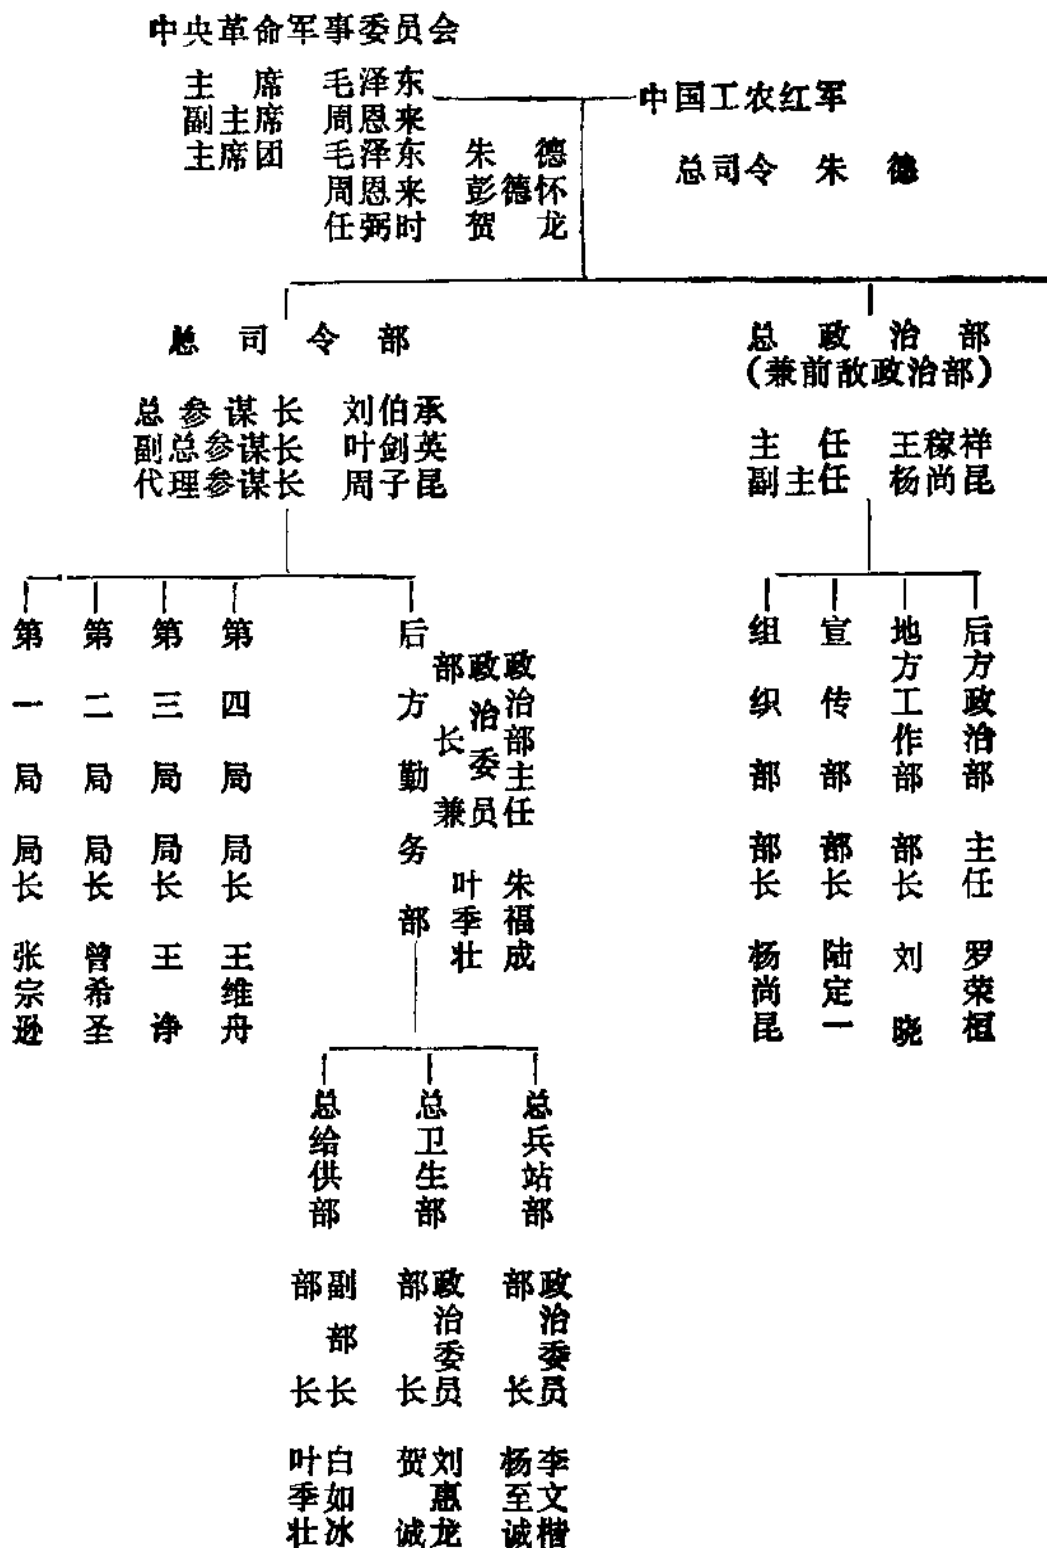 中央革命军事委员会
主席 毛泽东
副主席 周恩来
主席团 毛泽东 朱德
周恩来 彭德怀
任弼时 贺龙
中国工农红军
总司令 朱德
总司令部
总参谋长 刘伯承
副总参谋长 叶剑英
代理参谋长 周子昆
总政治部
(兼前敌政治部)
主任 王稼祥
副主任 杨尚昆
第一局局长 张宗逊
第二局局长 曾希圣
第三局局长 王诤
第四局局长 王维舟
后方勤务部
部长兼
政治委员
叶季壮
政治部主任 朱福成
组织部部长 杨尚昆
宣传部部长 陆定一
地方工作部部长 刘晓
后方政治部主任 罗荣桓
总给供部
部长 叶季壮
副部长 白如冰
总卫生部
部长 贺诚
政治委员 刘惠龙
总兵站部
部长 杨至诚
政治委员 李文楷